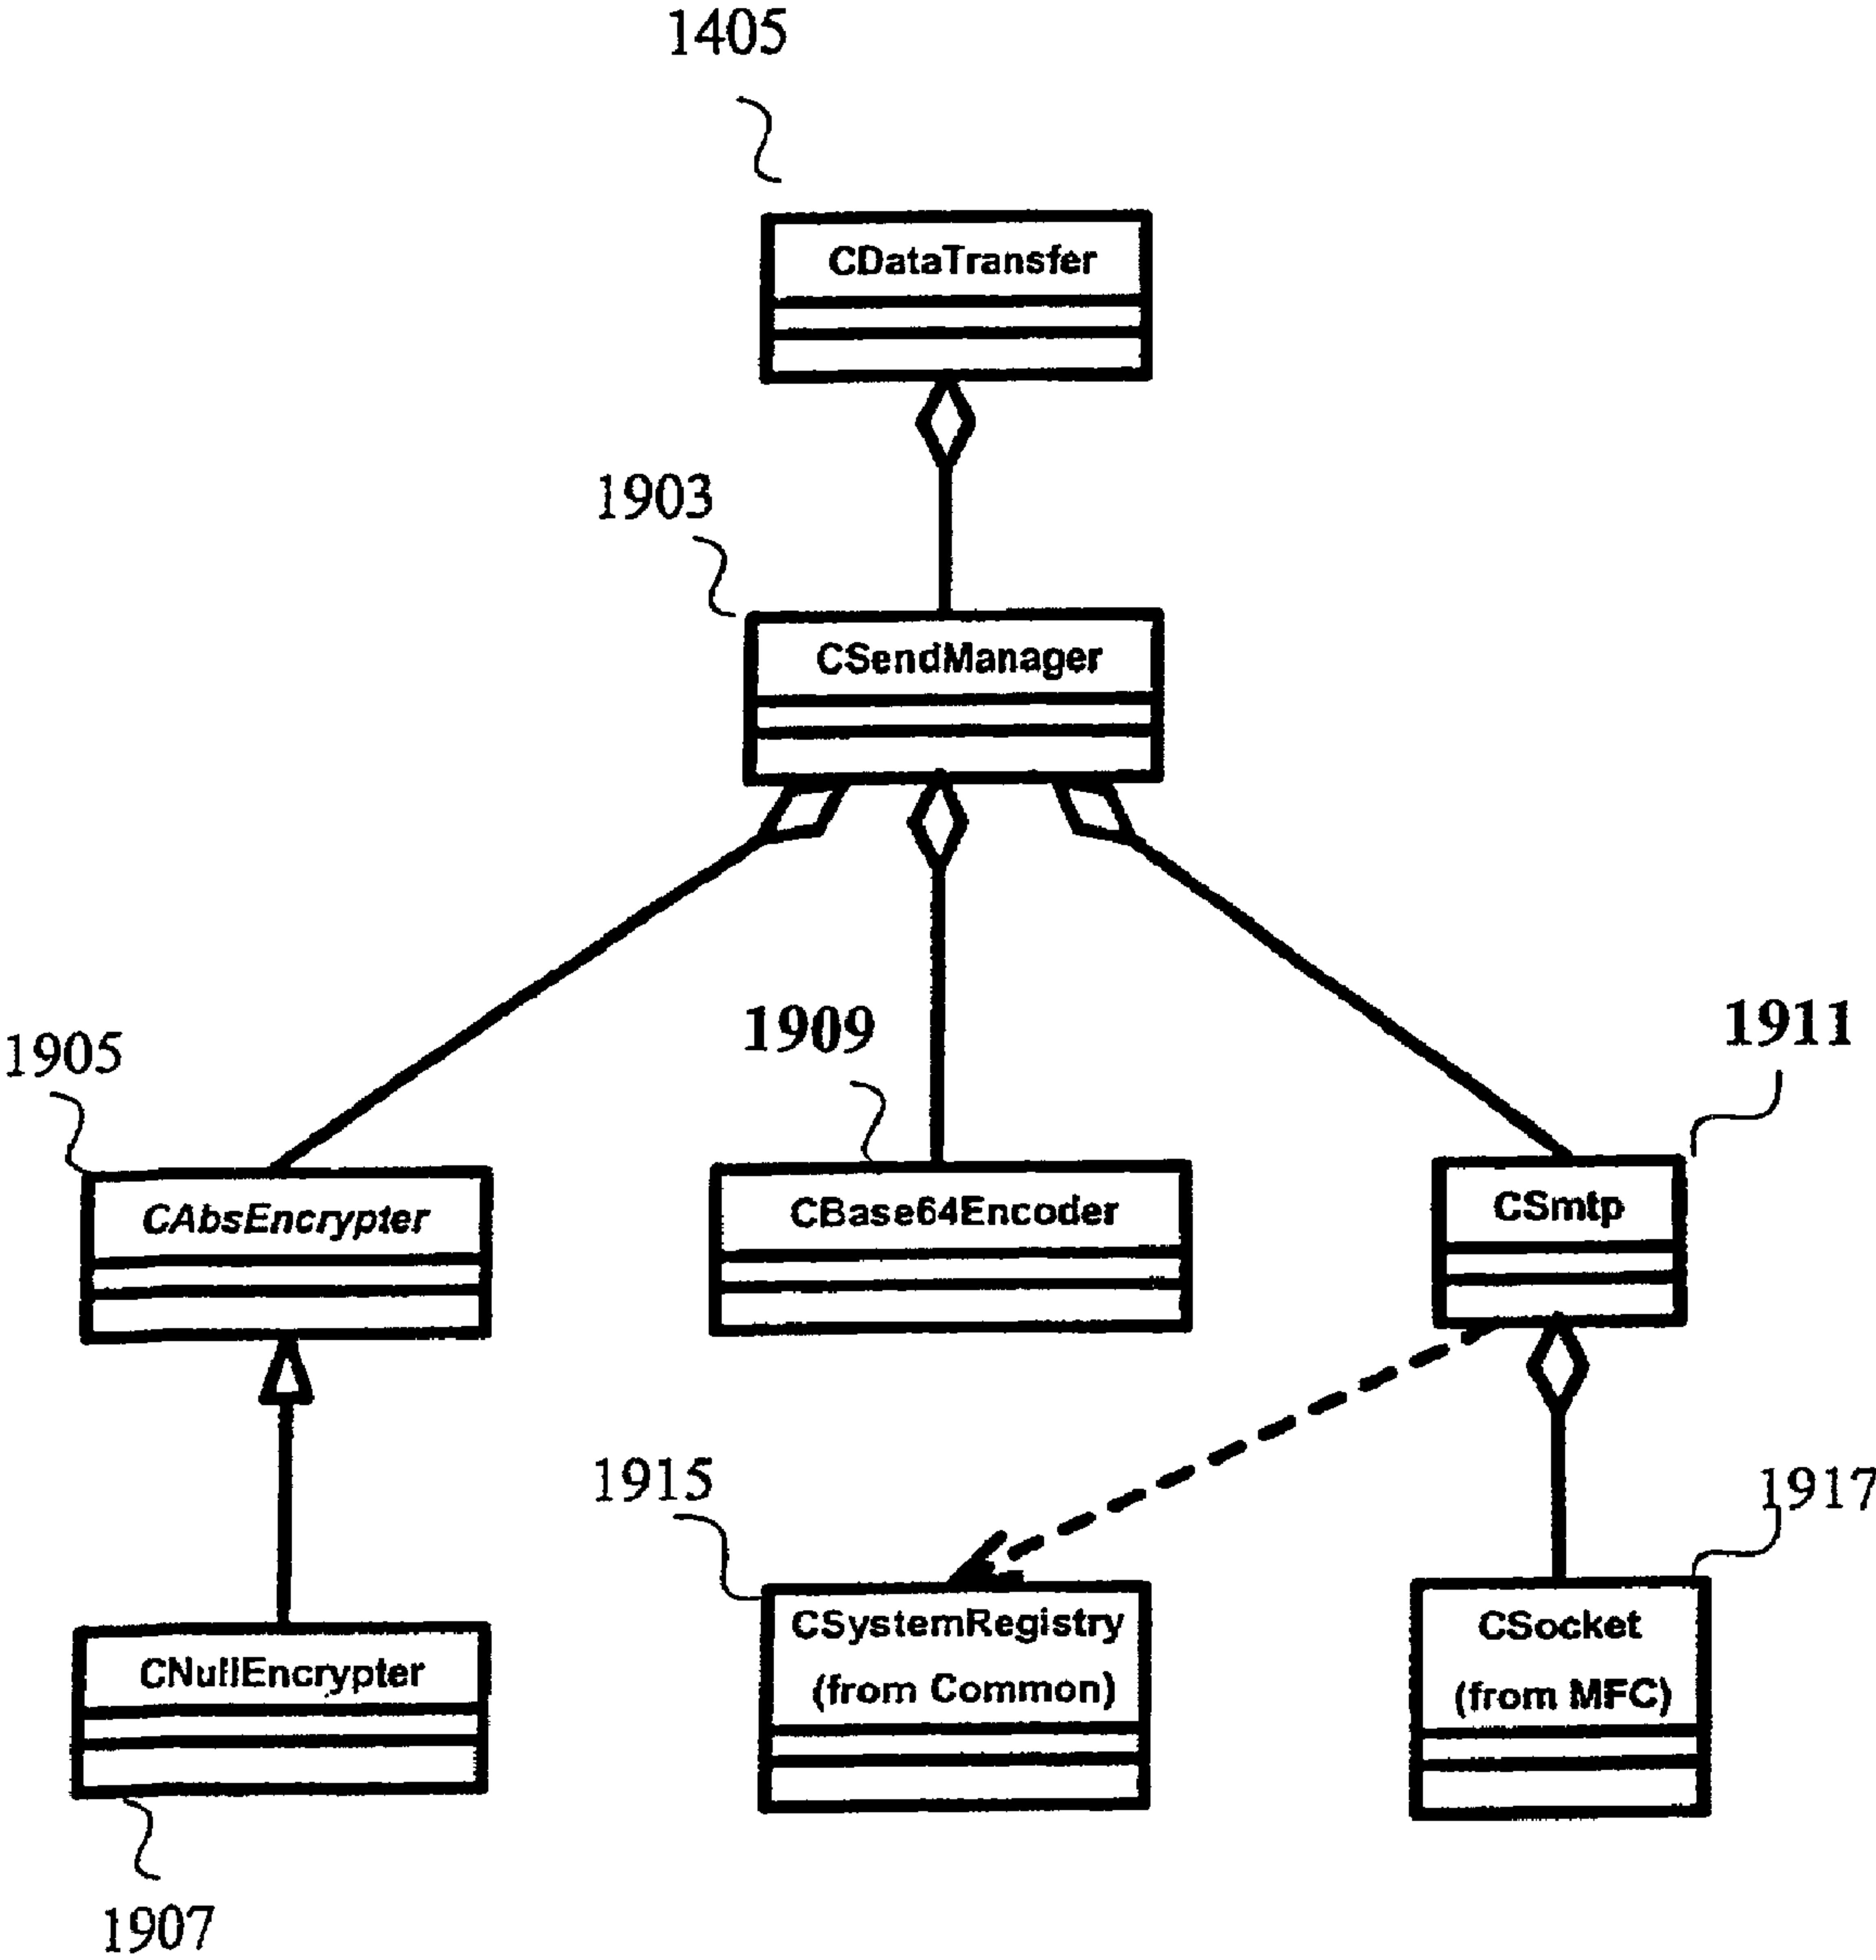 1405
CDataTransfer
1903
CSendManager
1905
1909
1911
CAbsEncrypter
CBase64Encoder
CSmtp
1915
1917
CSystemRegistry
(from Common)
CSocket
(from MFC)
CNullEncrypter
1907